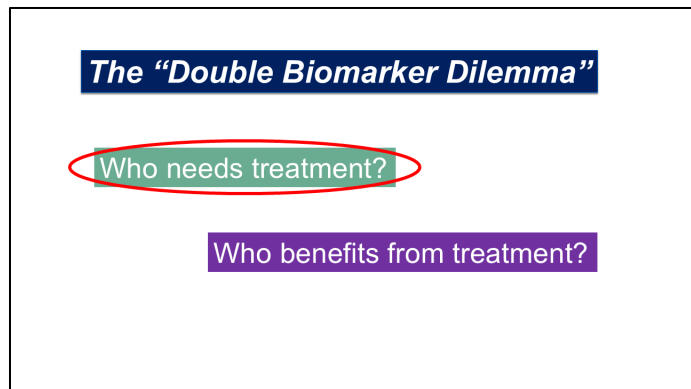 The “Double Biomarker Dilemma”
Who needs treatment?
Who benefits from treatment?